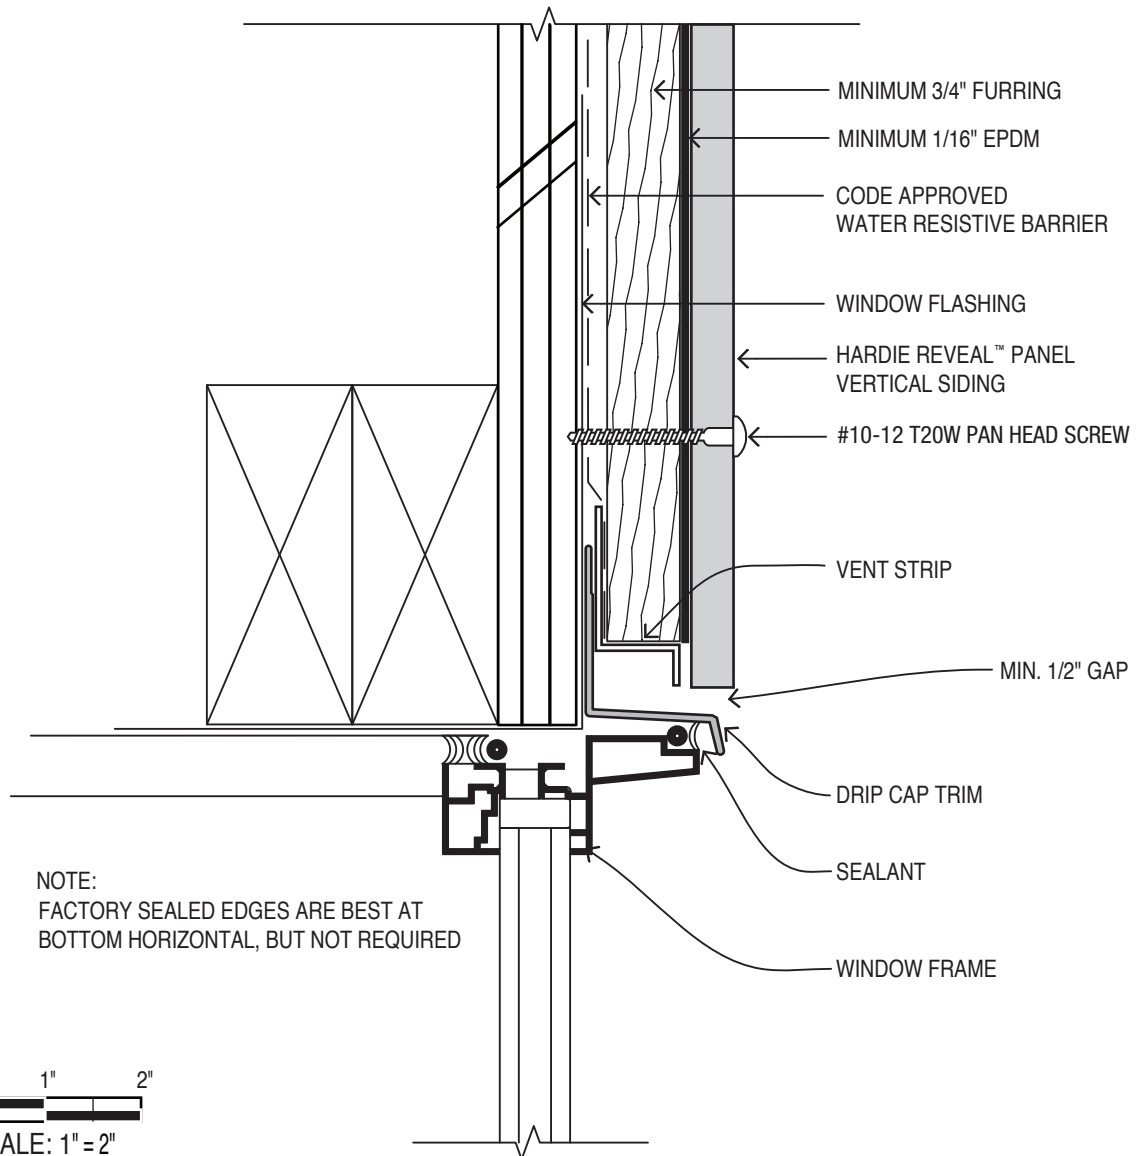 MINIMUM 3/4" FURRING
MINIMUM 1/16" EPDM
CODE APPROVED
WATER RESISTIVE BARRIER
WINDOW FLASHING
HARDIE REVEAL™ PANEL
VERTICAL SIDING
#10-12 T20W PAN HEAD SCREW
VENT STRIP
MIN. 1/2" GAP
DRIP CAP TRIM
SEALANT
WINDOW FRAME
NOTE:
FACTORY SEALED EDGES ARE BEST AT
BOTTOM HORIZONTAL, BUT NOT REQUIRED
1" 2"
ALE: 1" = 2"